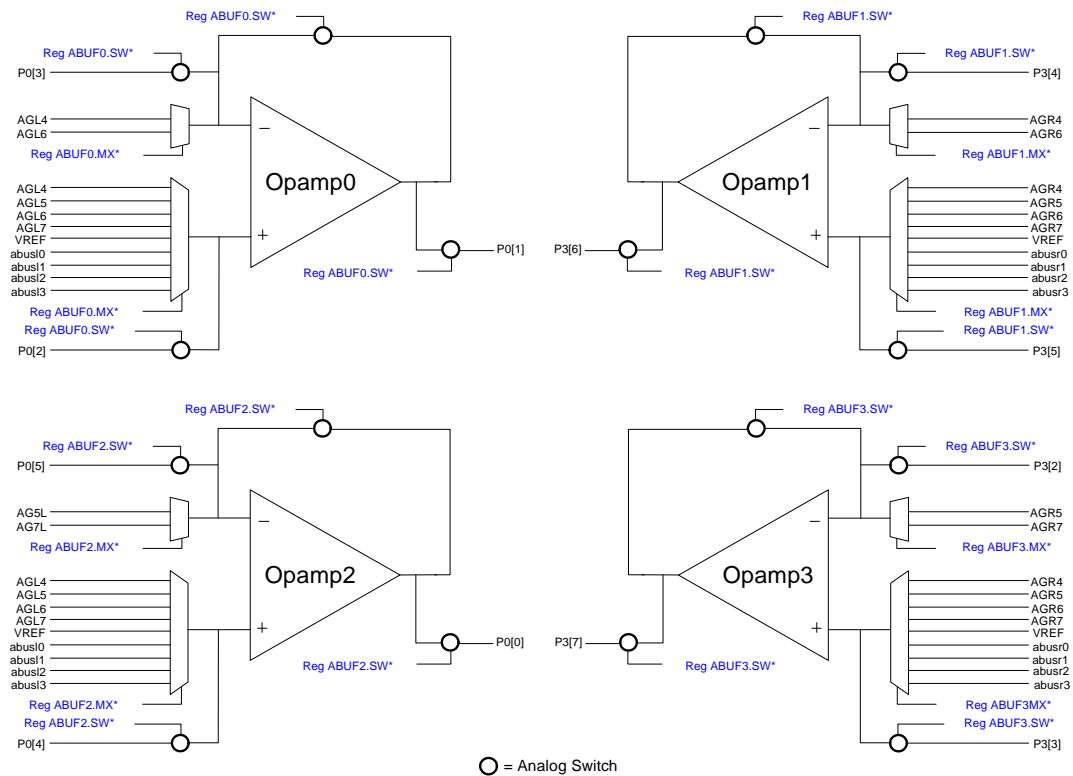 Reg ABUF0.SW*
Reg ABUF0.SW*
P0[3]
AGL4
AGL6
Reg ABUF0.MX*
AGL4
AGL5
AGL6
AGL7
VREF
abusl0
abusl1
abusl2
abusl3
Reg ABUF0.MX*
Reg ABUF0.SW*
P0[2]
−
Opamp0
+
P0[1]
Reg ABUF0.SW*
Reg ABUF1.SW*
Reg ABUF1.SW*
P3[4]
AGR4
AGR6
Reg ABUF1.MX*
−
Opamp1
+
P3[6]
Reg ABUF1.SW*
AGR4
AGR5
AGR6
AGR7
VREF
abusr0
abusr1
abusr2
abusr3
Reg ABUF1.MX*
Reg ABUF1.SW*
P3[5]
Reg ABUF2.SW*
Reg ABUF2.SW*
P0[5]
AG5L
AG7L
Reg ABUF2.MX*
AGL4
AGL5
AGL6
AGL7
VREF
abusl0
abusl1
abusl2
abusl3
Reg ABUF2.MX*
Reg ABUF2.SW*
P0[4]
−
Opamp2
+
P0[0]
Reg ABUF2.SW*
Reg ABUF3.SW*
Reg ABUF3.SW*
P3[2]
AGR5
AGR7
Reg ABUF3.MX*
−
Opamp3
+
P3[7]
Reg ABUF3.SW*
AGR4
AGR5
AGR6
AGR7
VREF
abusr0
abusr1
abusr2
abusr3
Reg ABUF3MX*
Reg ABUF3.SW*
P3[3]
= Analog Switch